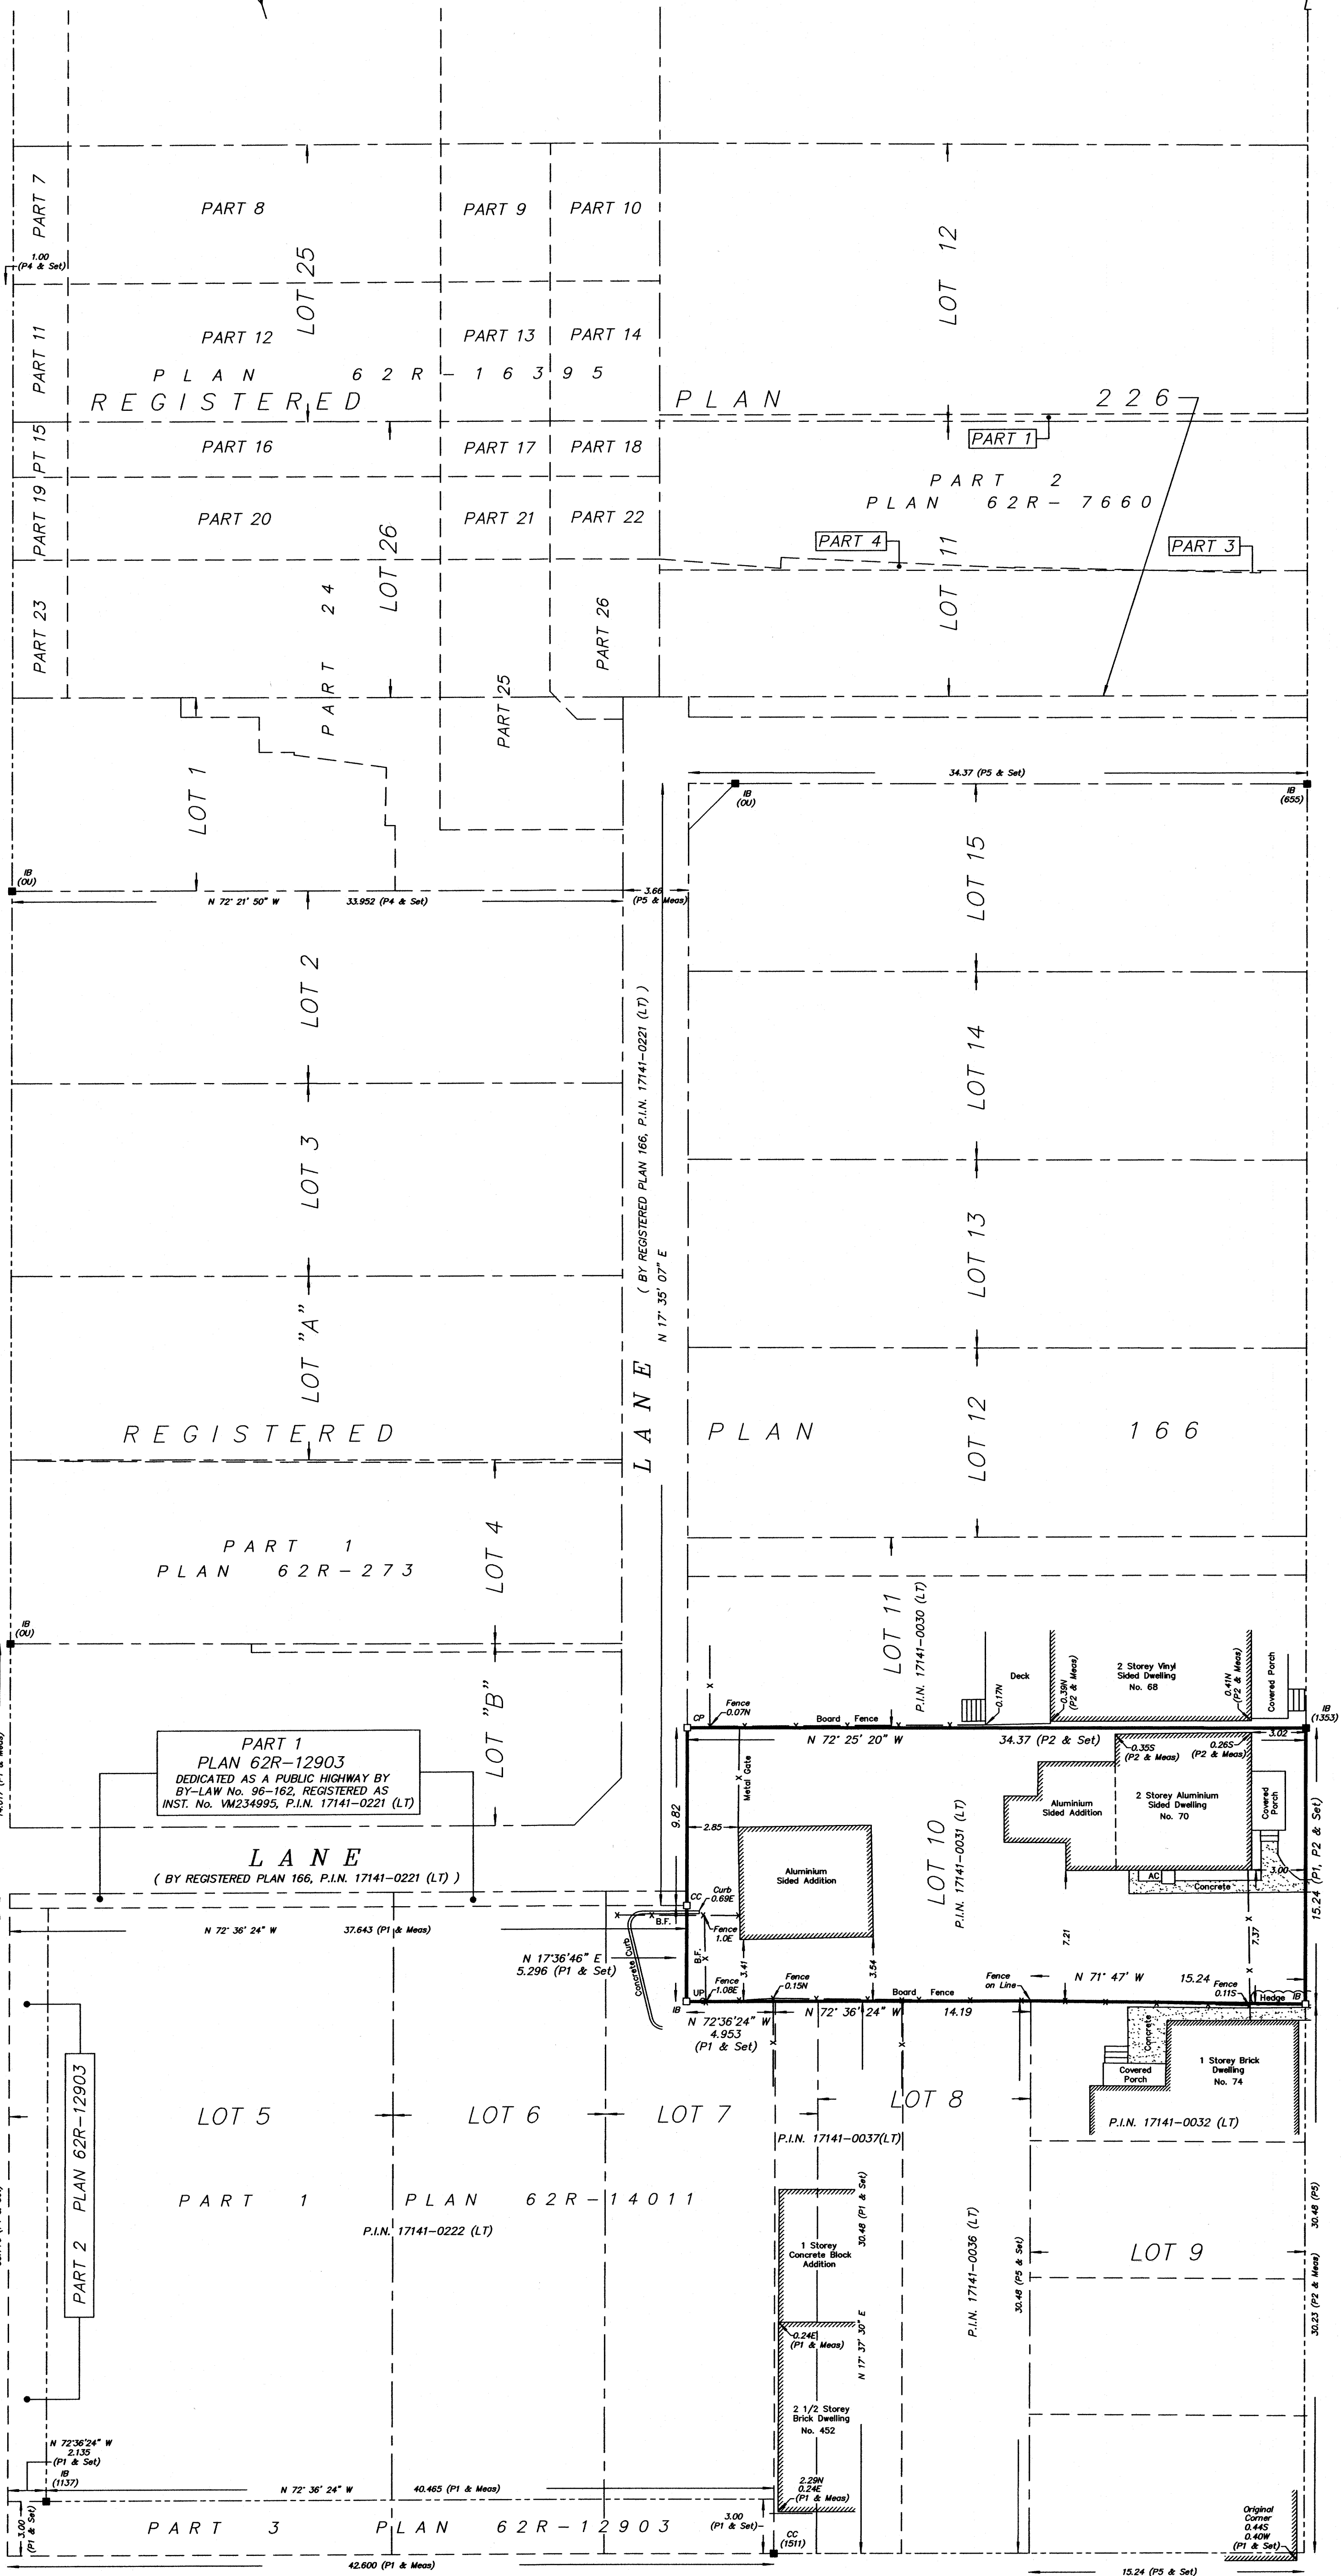 PART 7
PART 8
PART 9
PART 10
LOT 25
LOT 12
1.00
(P4 & Set)
PART 11
PART 12
PART 13
PART 14
PLAN 62R-16395
REGISTERED
PLAN
226
PART 1
PT 15
PART 16
PART 17
PART 18
PART 2
PLAN 62R-7660
PART 19
PART 20
PART 21
PART 22
LOT 26
PART 4
LOT 11
PART 3
PART 23
PART 24
PART 25
PART 26
LOT 1
34.37 (P5 & Set)
IB
(OU)
IB
(655)
LOT 15
IB
(OU)
N 72° 21' 50" W
33.952 (P4 & Set)
3.66
(P5 & Meas)
LOT 2
LOT 14
LOT 3
LOT 13
LOT "A"
LANE
( BY REGISTERED PLAN 166, P.I.N. 17141-0221 (LT) )
N 17° 35' 07" E
LOT 12
REGISTERED
PLAN
166
PART 1
PLAN 62R-273
LOT 4
IB
(OU)
LOT "B"
LOT 11
P.I.N. 17141-0030 (LT)
Deck
0.17N
0.39N
(P2 & Meas)
2 Storey Vinyl
Sided Dwelling
No. 68
0.41N
(P2 & Meas)
Covered Porch
IB
(1353)
CP
Fence
0.07N
Board Fence
N 72° 25' 20" W
34.37 (P2 & Set)
3.02
PART 1
PLAN 62R-12903
DEDICATED AS A PUBLIC HIGHWAY BY
BY-LAW No. 96-162, REGISTERED AS
INST. No. VM234995, P.I.N. 17141-0221 (LT)
Metal Gate
0.35S
(P2 & Meas)
0.26S
(P2 & Meas)
9.82
2.85
Aluminium
Sided Addition
Aluminium
Sided Addition
2 Storey Aluminium
Sided Dwelling
No. 70
Covered
Porch
LOT 10
P.I.N. 17141-0031 (LT)
15.24 (P1, P2 & Set)
LANE
( BY REGISTERED PLAN 166, P.I.N. 17141-0221 (LT) )
AC
Concrete
3.00
CC
Curb
0.69E
B.F.
N 72° 36' 24" W
37.643 (P1 & Meas)
Fence
1.0E
B.F.
Concrete Curb
N 17°36'46" E
5.296 (P1 & Set)
3.41
3.54
7.21
7.37
UP
Fence
1.08E
Fence
0.15N
Fence
on Line
N 71° 47' W
15.24
Fence
0.11S
Hedge
IB
IB
N 72°36'24" W
4.953
(P1 & Set)
N 72° 36' 24" W
14.19
Board Fence
Concrete
Covered
Porch
1 Storey Brick
Dwelling
No. 74
PART 2 PLAN 62R-12903
LOT 5
LOT 6
LOT 7
LOT 8
P.I.N. 17141-0032 (LT)
P.I.N. 17141-0037(LT)
PART 1 PLAN 62R-14011
P.I.N. 17141-0222 (LT)
1 Storey
Concrete Block
Addition
30.48 (P1 & Set)
P.I.N. 17141-0036 (LT)
30.48 (P5 & Set)
LOT 9
30.48 (P5)
30.23 (P2 & Meas)
0.24E
(P1 & Meas)
N 17° 37' 30" E
2 1/2 Storey
Brick Dwelling
No. 452
N 72°36'24" W
2.135
(P1 & Set)
IB
(1137)
N 72° 36' 24" W
40.465 (P1 & Meas)
2.29N
0.24E
(P1 & Meas)
3.00
(P1 & Set)
3.00
(P1 & Set)
PART 3 PLAN 62R-12903
CC
(1511)
Original
Corner
0.44S
0.40W
(P1 & Set)
42.600 (P1 & Meas)
15.24 (P5 & Set)